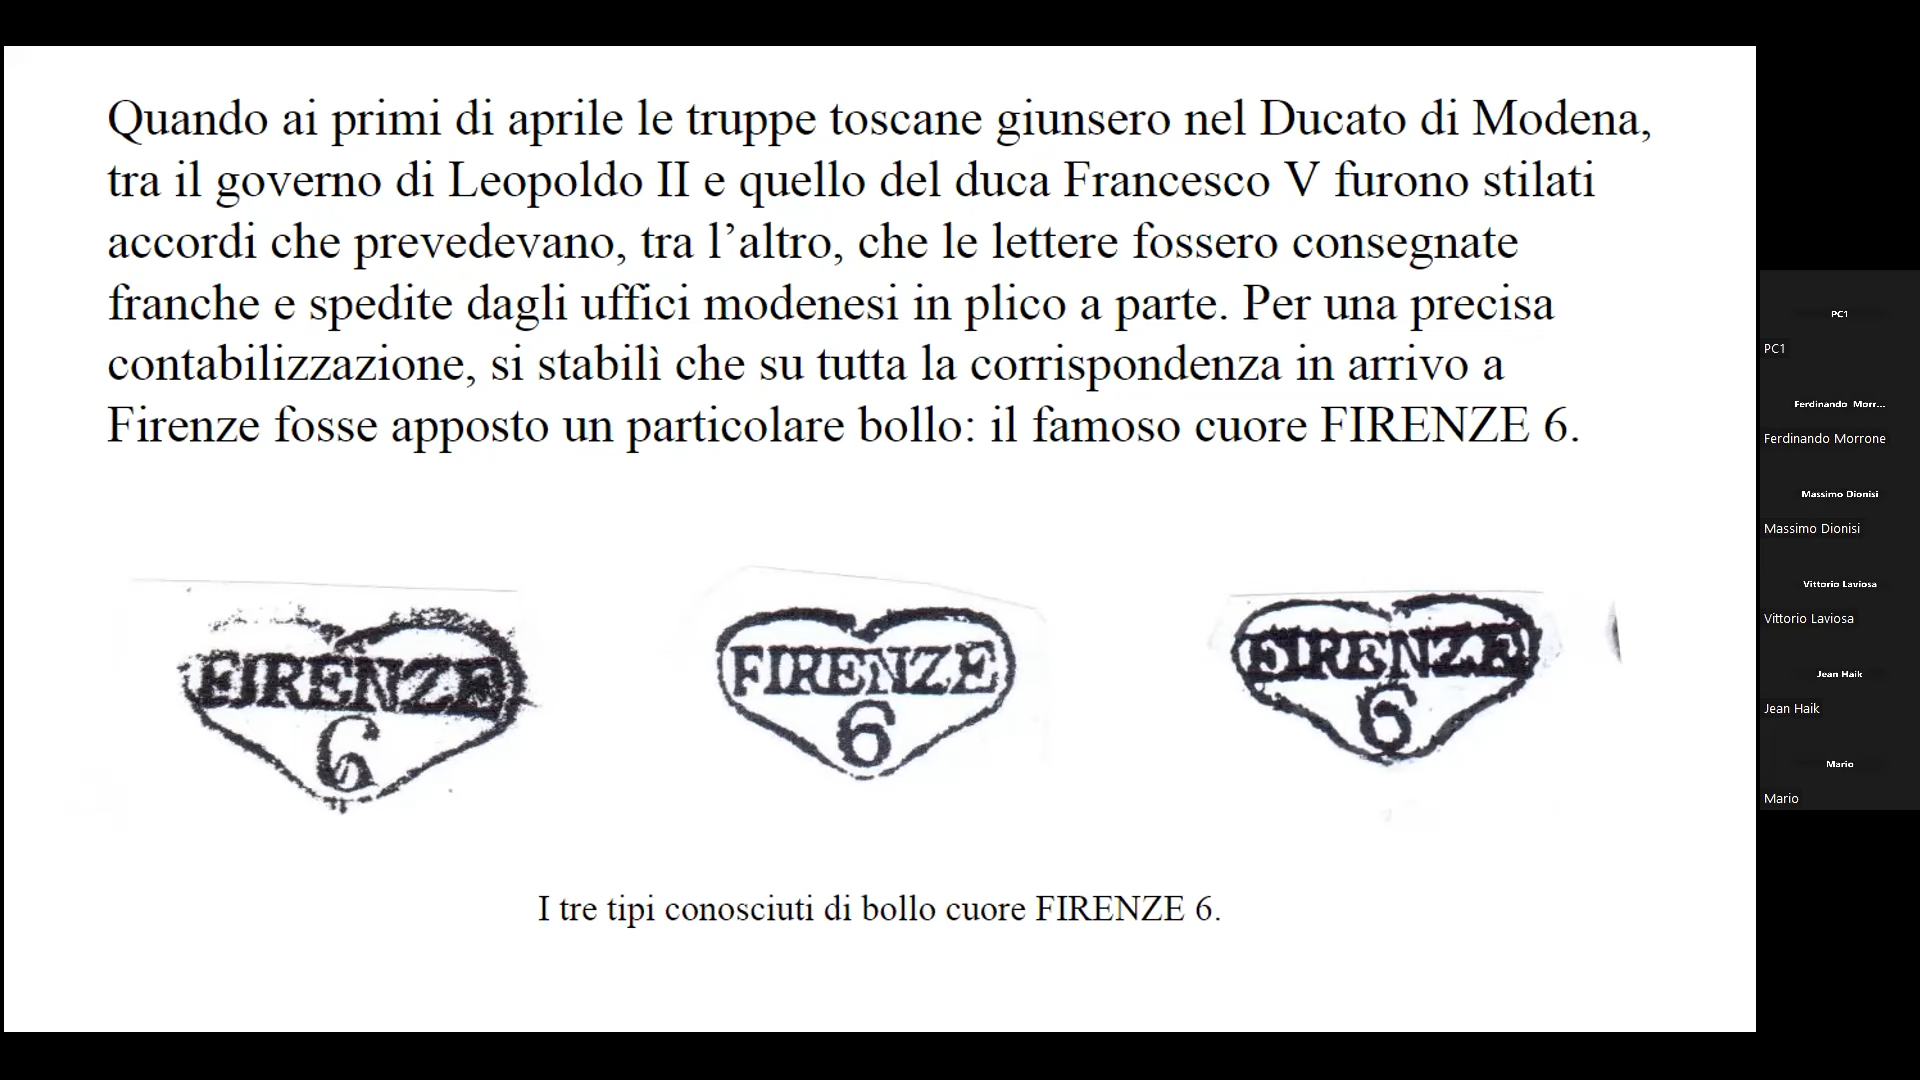 Quando ai primi di aprile le truppe toscane giunsero nel Ducato di Modena,
tra il governo di Leopoldo II e quello del duca Francesco V furono stilati
accordi che prevedevano, tra l’altro, che le lettere fossero consegnate
franche e spedite dagli uffici modenesi in plico a parte. Per una precisa
contabilizzazione, si stabilì che su tutta la corrispondenza in arrivo a
Firenze fosse apposto un particolare bollo: il famoso cuore FIRENZE 6.
FIRENZE
6
FIRENZE
6
FIRENZE
6
I tre tipi conosciuti di bollo cuore FIRENZE 6.
PC1
PC1
Ferdinando Morr...
Ferdinando Morrone
Massimo Dionisi
Massimo Dionisi
Vittorio Laviosa
Vittorio Laviosa
Jean Haik
Jean Haik
Mario
Mario